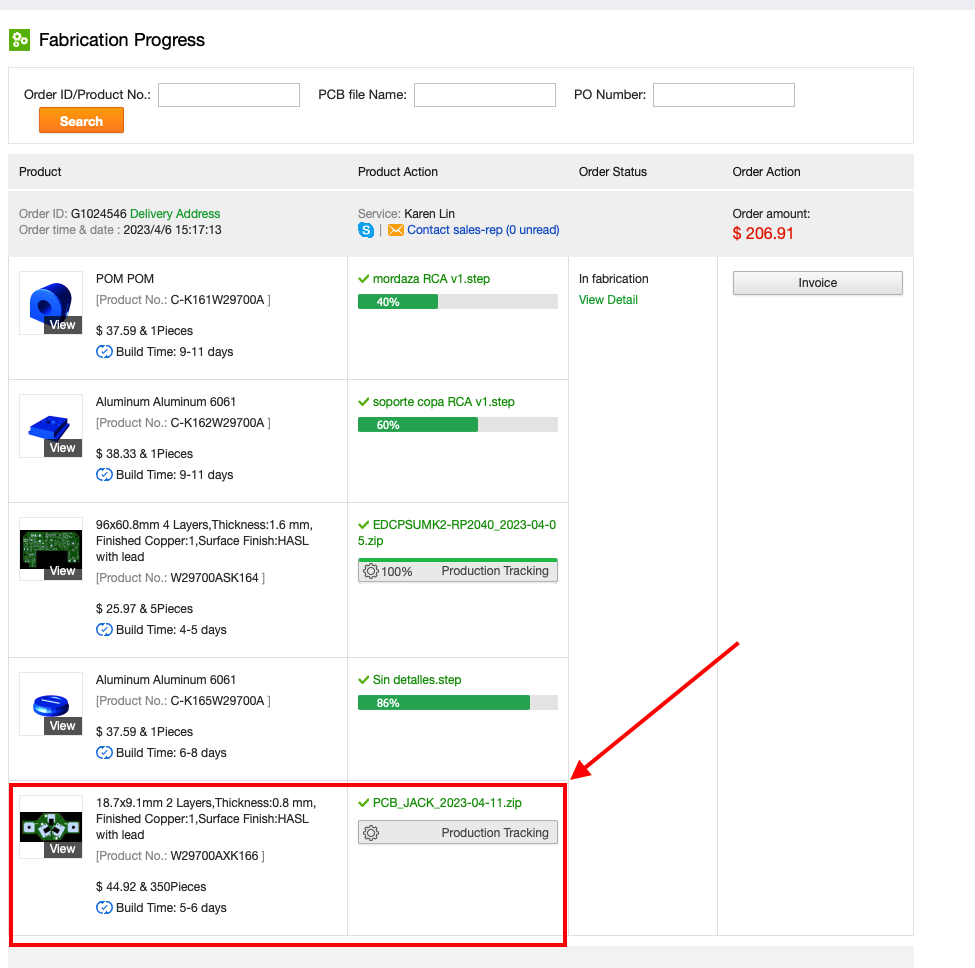 Fabrication Progress
Order ID/Product No.: PCB file Name: PO Number:
Search
Product Product Action Order Status Order Action
Order ID: G1024546 Delivery Address
Order time & date : 2023/4/6 15:17:13
Service: Karen Lin
S | Contact sales-rep (0 unread)
Order amount:
$ 206.91
View
POM POM
[Product No.: C-K161W29700A ]
$ 37.59 & 1Pieces
Build Time: 9-11 days
mordaza RCA v1.step
40%
In fabrication
View Detail
Invoice
View
Aluminum Aluminum 6061
[Product No.: C-K162W29700A ]
$ 38.33 & 1Pieces
Build Time: 9-11 days
soporte copa RCA v1.step
60%
View
96x60.8mm 4 Layers,Thickness:1.6 mm,
Finished Copper:1,Surface Finish:HASL
with lead
[Product No.: W29700ASK164 ]
$ 25.97 & 5Pieces
Build Time: 4-5 days
EDCPSUMK2-RP2040_2023-04-0
5.zip
100% Production Tracking
View
Aluminum Aluminum 6061
[Product No.: C-K165W29700A ]
$ 37.59 & 1Pieces
Build Time: 6-8 days
Sin detalles.step
86%
View
18.7x9.1mm 2 Layers,Thickness:0.8 mm,
Finished Copper:1,Surface Finish:HASL
with lead
[Product No.: W29700AXK166 ]
$ 44.92 & 350Pieces
Build Time: 5-6 days
PCB_JACK_2023-04-11.zip
Production Tracking